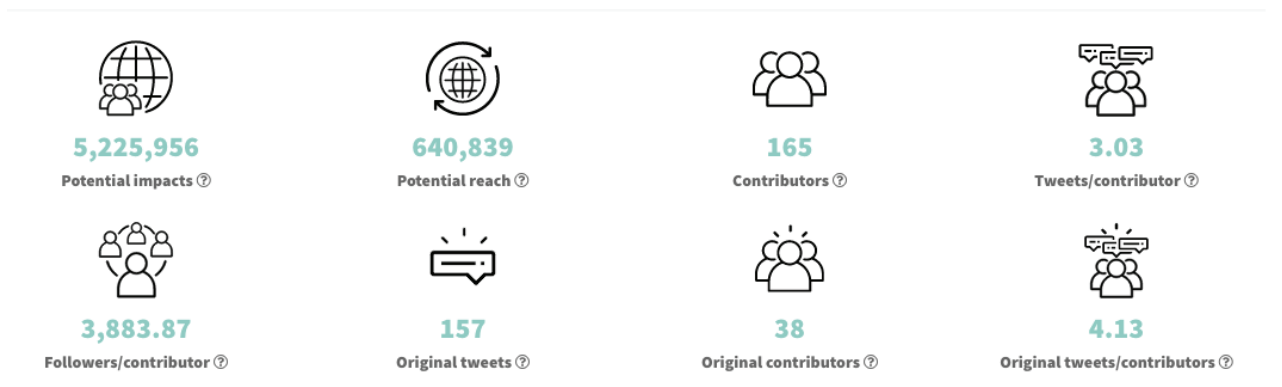 5,225,956 640,839 165 3.03
Potential impacts ? Potential reach ? Contributors ? Tweets/contributor ?
3,883.87 157 38 4.13
Followers/contributor ? Original tweets ? Original contributors ? Original tweets/contributors ?